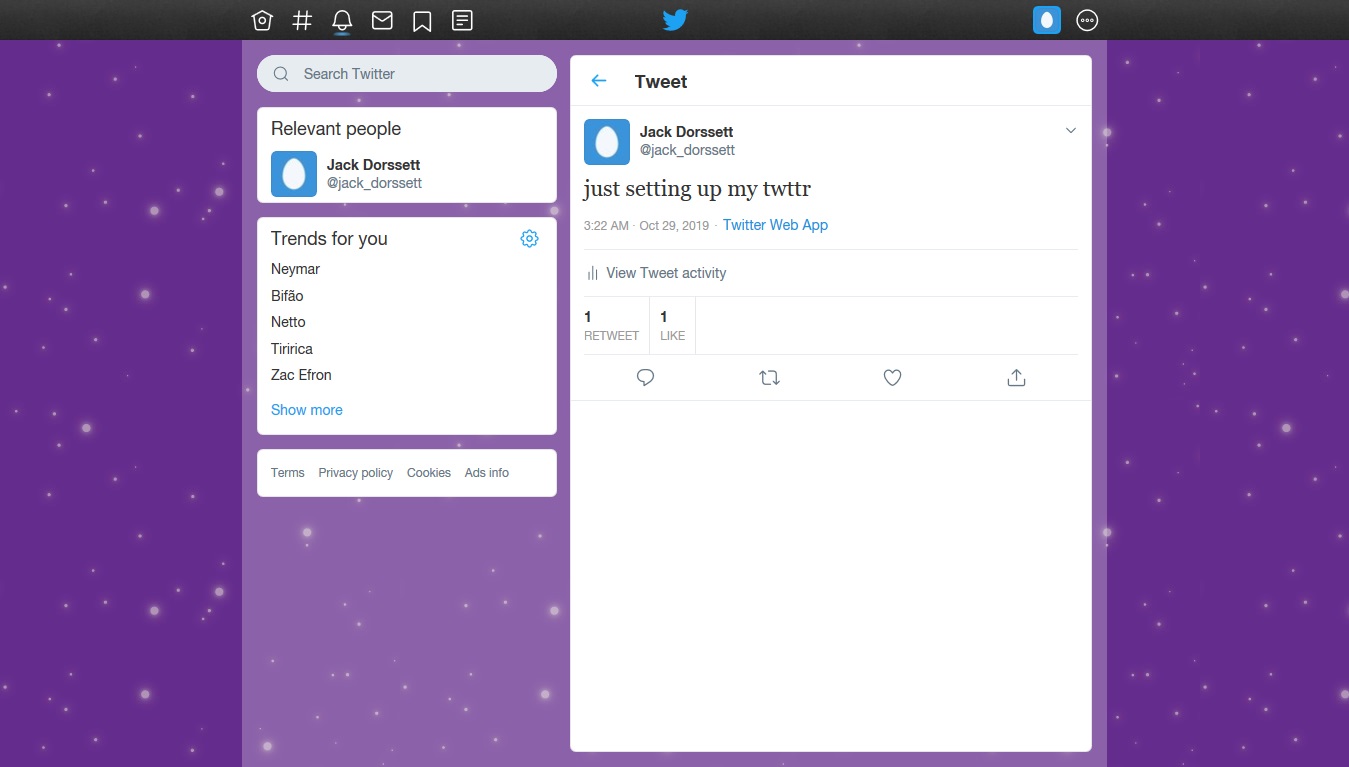 Search Twitter
Relevant people
Jack Dorssett
@jack_dorssett
Trends for you
Neymar
Bifão
Netto
Tiririca
Zac Efron
Show more
Terms Privacy policy Cookies Ads info
Tweet
Jack Dorssett
@jack_dorssett
just setting up my twttr
3:22 AM · Oct 29, 2019 · Twitter Web App
View Tweet activity
1 1
RETWEET LIKE